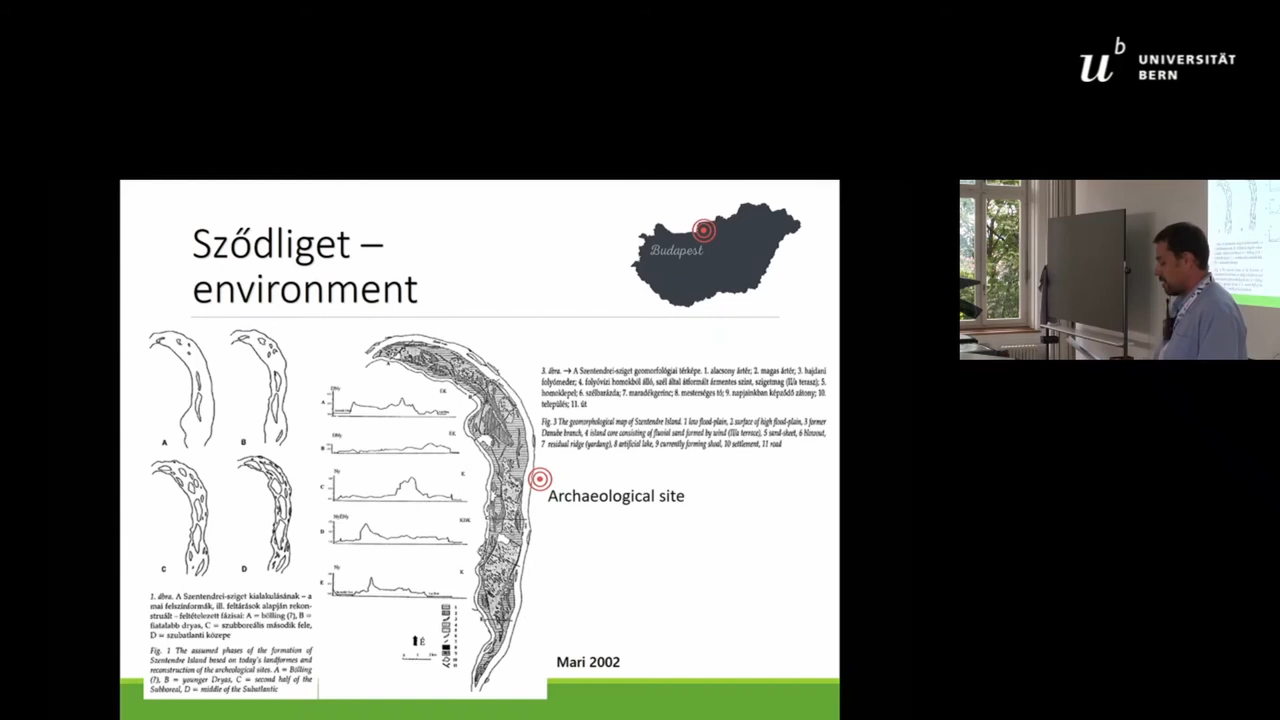 u^b
UNIVERSITÄT
BERN
Sződliget –
environment
Budapest
A
B
C
D
3. ábra. → A Szentendrei-sziget geomorfológiai térképe. 1. alacsony ártér; 2. magas ártér; 3. hajdani
folyómeder; 4. folyóvízi homokból álló, szél által átformált ármentes szint, szigetmag (II/a terasz); 5.
homoklepel; 6. szélbarázda; 7. maradékgerinc; 8. mesterséges tó; 9. napjainkban képződő zátony; 10.
település; 11. út
Fig. 3 The geomorphological map of Szentendre Island. 1 low flood-plain, 2 surface of high flood-plain, 3 former
Danube branch, 4 island core consisting of fluvial sand formed by wind (II/a terrace), 5 sand-sheet, 6 blowout,
7 residual ridge (yardang), 8 artificial lake, 9 currently forming shoal, 10 settlement, 11 road
Archaeological site
1. ábra. A Szentendrei-sziget kialakulásának – a
mai felszínformák, ill. feltárások alapján rekon-
struált – feltételezett fázisai: A = bölling (?), B =
fiatalabb dryas, C = szubboreális második fele,
D = szubatlanti közepe
Fig. 1 The assumed phases of the formation of
Szentendre Island based on today's landformes and
reconstruction of the archeological sites. A = Bölling
(?), B = younger Dryas, C = second half of the
Subboreal, D = middle of the Subatlantic
É
Mari 2002